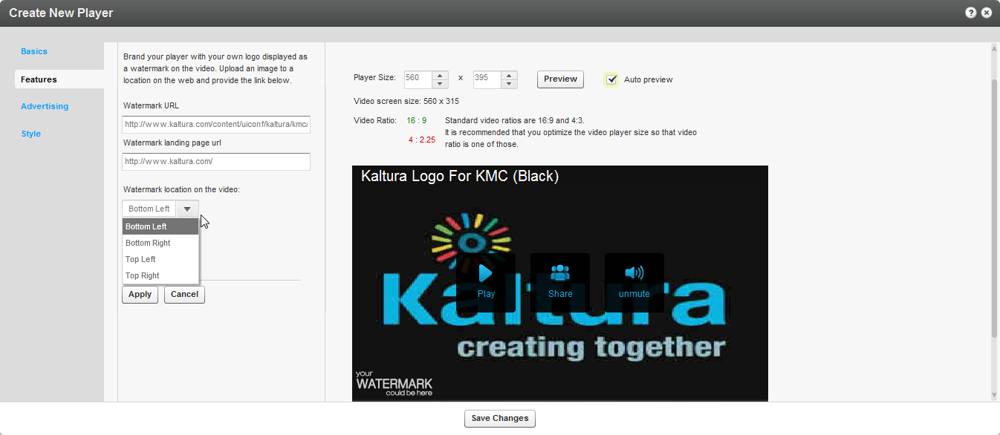 Create New Player
?
Basics
Features
Advertising
Style
Brand your player with your own logo displayed as
a watermark on the video. Upload an image to a
location on the web and provide the link below.
Watermark URL
http://www.kaltura.com/content/uiconf/kaltura/kmc/
Watermark landing page url
http://www.kaltura.com/
Watermark location on the video:
Bottom Left
Bottom Left
Bottom Right
Top Left
Top Right
Apply Cancel
Player Size: 560 x 395 Preview Auto preview
Video screen size: 560 x 315
Video Ratio: 16 : 9 Standard video ratios are 16:9 and 4:3.
It is recommended that you optimize the video player size so that video
4 : 2.25
ratio is one of those.
Kaltura Logo For KMC (Black)
Kaltura
Play Share unmute
creating together
your
WATERMARK
could be here
Save Changes